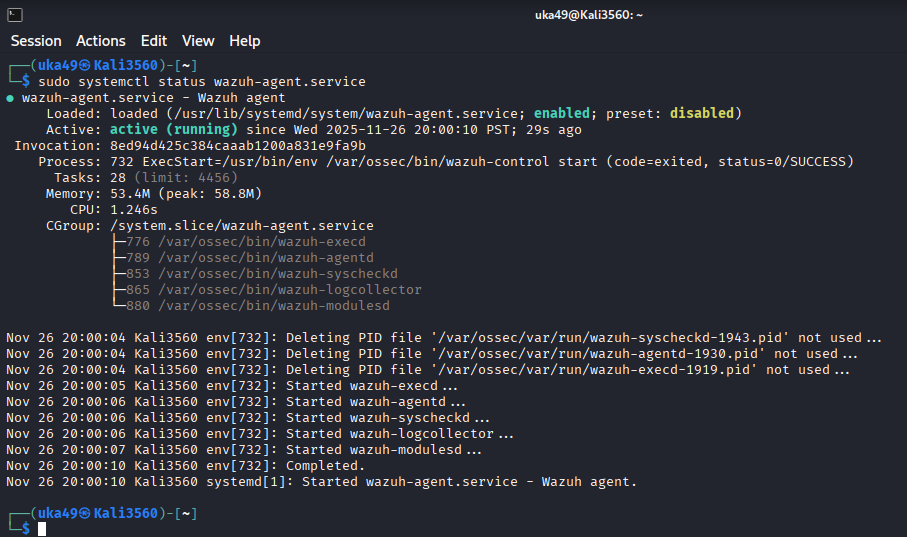 uka49@Kali3560: ~
Session Actions Edit View Help
┌──(uka49㉿Kali3560)-[~]
└─$ sudo systemctl status wazuh-agent.service
● wazuh-agent.service - Wazuh agent
     Loaded: loaded (/usr/lib/systemd/system/wazuh-agent.service; enabled; preset: disabled)
     Active: active (running) since Wed 2025-11-26 20:00:10 PST; 29s ago
 Invocation: 8ed94d425c384caaab1200a831e9fa9b
    Process: 732 ExecStart=/usr/bin/env /var/ossec/bin/wazuh-control start (code=exited, status=0/SUCCESS)
      Tasks: 28 (limit: 4456)
     Memory: 53.4M (peak: 58.8M)
        CPU: 1.246s
     CGroup: /system.slice/wazuh-agent.service
             ├─776 /var/ossec/bin/wazuh-execd
             ├─789 /var/ossec/bin/wazuh-agentd
             ├─853 /var/ossec/bin/wazuh-syscheckd
             ├─865 /var/ossec/bin/wazuh-logcollector
             └─880 /var/ossec/bin/wazuh-modulesd
Nov 26 20:00:04 Kali3560 env[732]: Deleting PID file '/var/ossec/var/run/wazuh-syscheckd-1943.pid' not used...
Nov 26 20:00:04 Kali3560 env[732]: Deleting PID file '/var/ossec/var/run/wazuh-agentd-1930.pid' not used...
Nov 26 20:00:04 Kali3560 env[732]: Deleting PID file '/var/ossec/var/run/wazuh-execd-1919.pid' not used...
Nov 26 20:00:05 Kali3560 env[732]: Started wazuh-execd...
Nov 26 20:00:06 Kali3560 env[732]: Started wazuh-agentd...
Nov 26 20:00:06 Kali3560 env[732]: Started wazuh-syscheckd...
Nov 26 20:00:06 Kali3560 env[732]: Started wazuh-logcollector...
Nov 26 20:00:07 Kali3560 env[732]: Started wazuh-modulesd...
Nov 26 20:00:10 Kali3560 env[732]: Completed.
Nov 26 20:00:10 Kali3560 systemd[1]: Started wazuh-agent.service - Wazuh agent.
┌──(uka49㉿Kali3560)-[~]
└─$